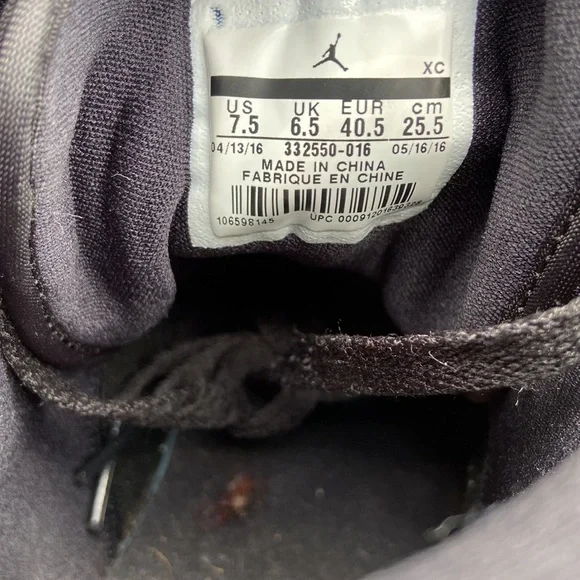 XC
US UK EUR cm
7.5 6.5 40.5 25.5
04/13/16 332550-016 05/16/16
MADE IN CHINA
FABRIQUE EN CHINE
106598145 UPC